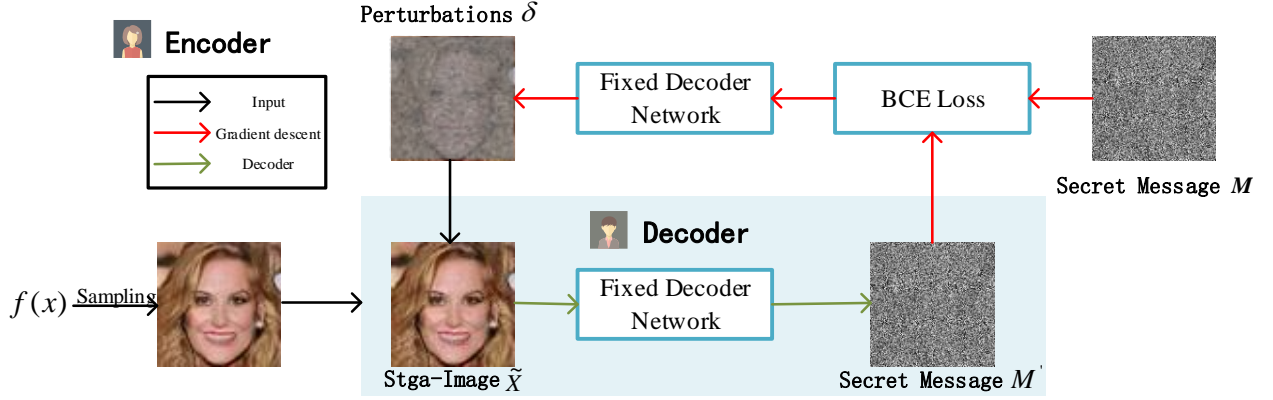 Perturbations δ
Encoder
Input
Gradient descent
Decoder
Fixed Decoder
Network
BCE Loss
Secret Message M
Decoder
f(x)
Sampling
Fixed Decoder
Network
Stga-Image X̃
Secret Message M'